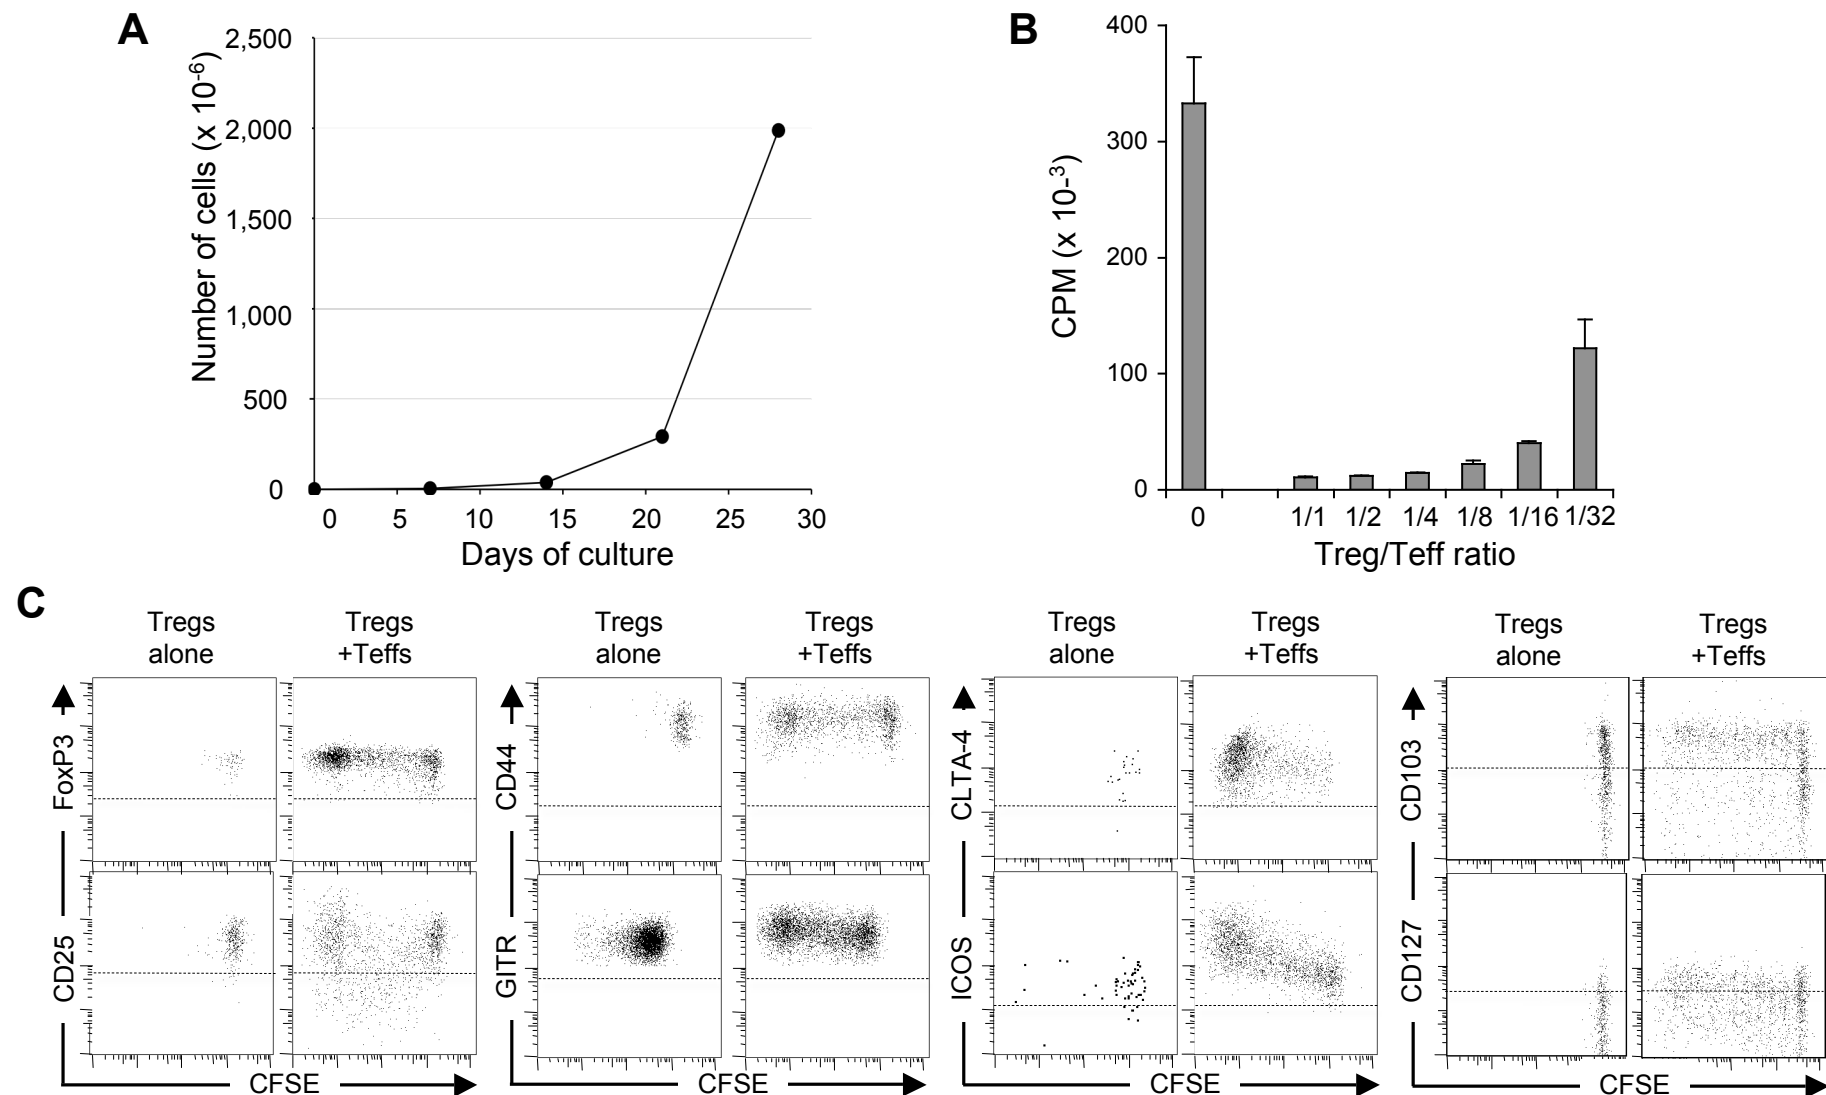 A
2,500
2,000
1,500
1,000
500
0
Number of cells (x 10-6)
0 5 10 15 20 25 30
Days of culture
B
400
300
200
100
0
CPM (x 10-3)
0 1/1 1/2 1/4 1/8 1/16 1/32
Treg/Teff ratio
C
Tregs alone
Tregs +Teffs
Tregs alone
Tregs +Teffs
Tregs alone
Tregs +Teffs
Tregs alone
Tregs +Teffs
FoxP3
CD44
CLTA-4
CD103
CD25
GITR
ICOS
CD127
CFSE
CFSE
CFSE
CFSE